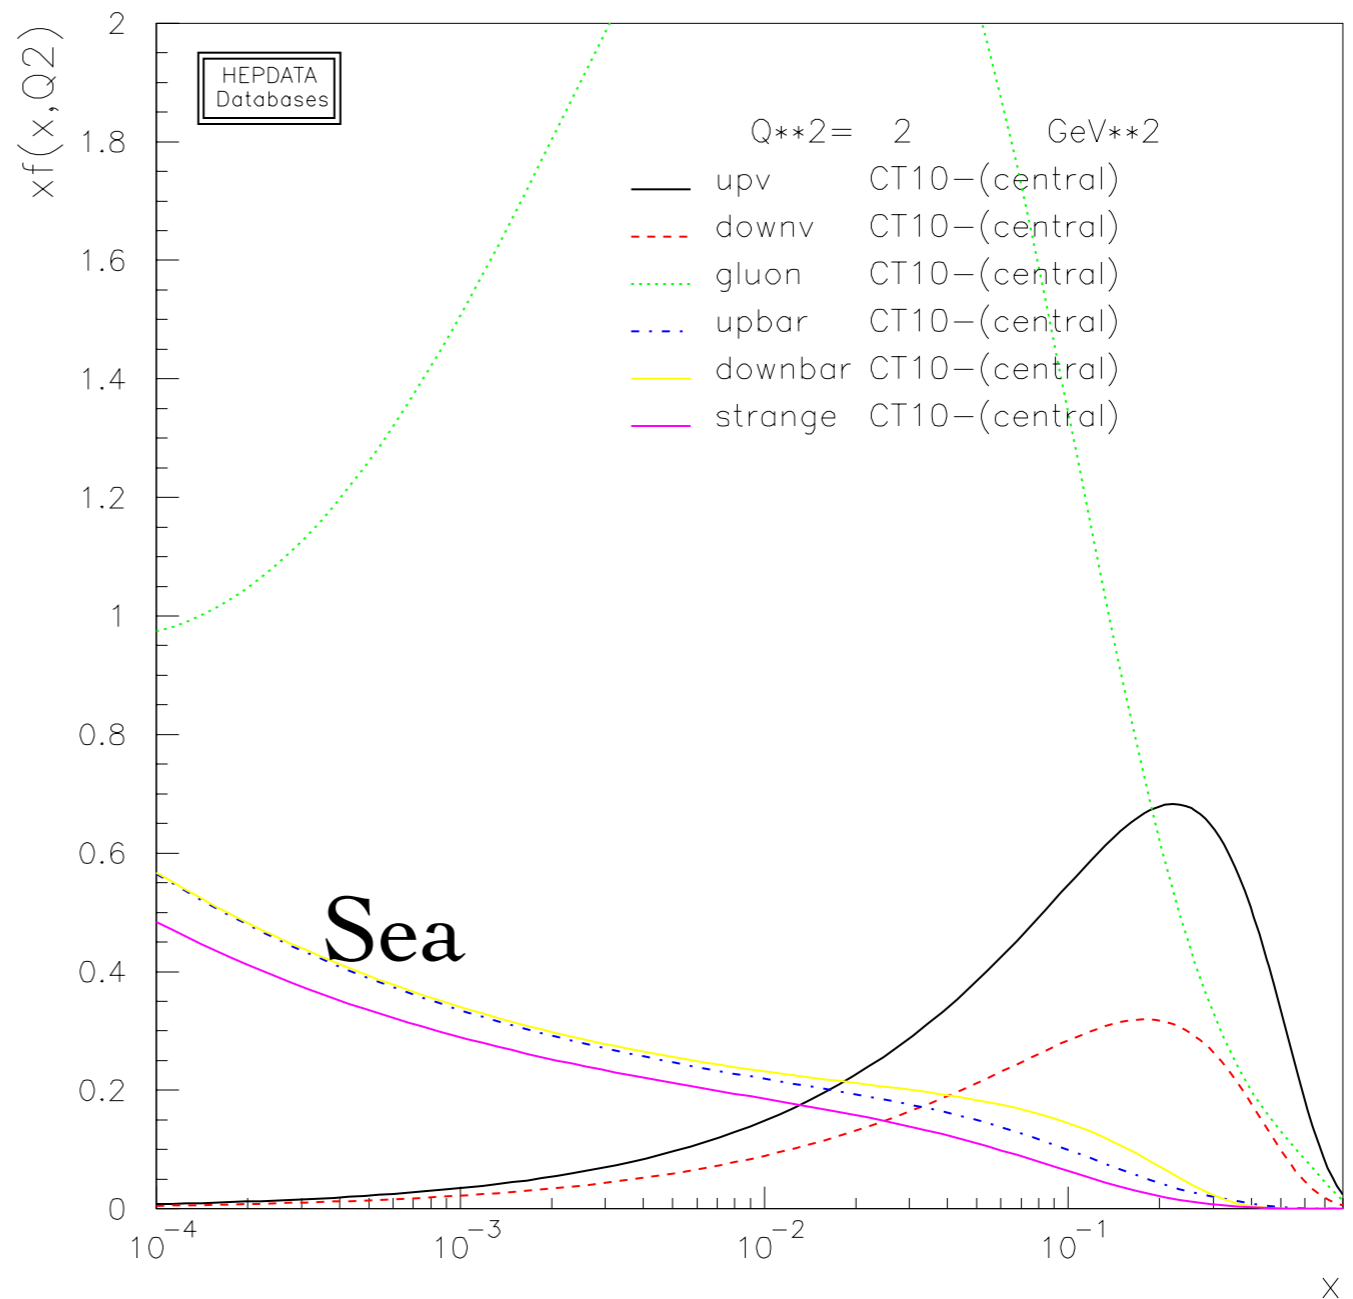 xf(x,Q2)
HEPDATA
Databases
Q**2= 2 GeV**2
upv CT10-(central)
downv CT10-(central)
gluon CT10-(central)
upbar CT10-(central)
downbar CT10-(central)
strange CT10-(central)
2
1.8
1.6
1.4
1.2
1
0.8
0.6
0.4
0.2
0
Sea
10^-4 10^-3 10^-2 10^-1
x